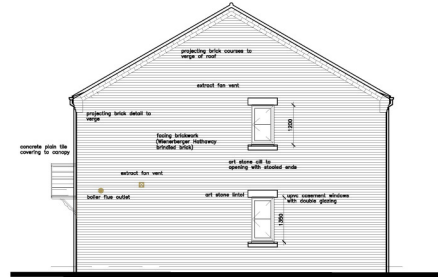 projecting brick courses to
verge of roof
extract fan vent
projecting brick detail to
verge
1200
facing briskwork
(Wienerberger Hathaway
brindled brick)
concrete plain tile
covering to canopy
art stone cill to
opening with stooled ends
extract fan vent
boiler flue outlet
art stone lintol
upvc casement windows
with double glazing
1350